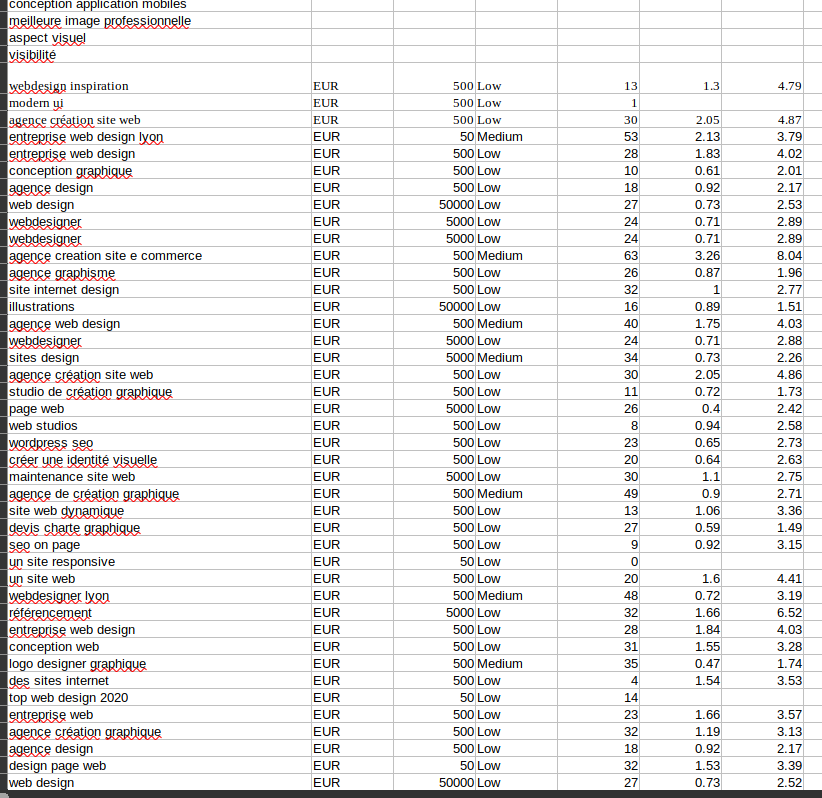 conception application mobiles
meilleure image professionnelle
aspect visuel
visibilité
webdesign inspiration EUR 500 Low 13 1.3 4.79
modern ui EUR 500 Low 1
agence création site web EUR 500 Low 30 2.05 4.87
entreprise web design lyon EUR 50 Medium 53 2.13 3.79
entreprise web design EUR 500 Low 28 1.83 4.02
conception graphique EUR 500 Low 10 0.61 2.01
agence design EUR 500 Low 18 0.92 2.17
web design EUR 50000 Low 27 0.73 2.53
webdesigner EUR 5000 Low 24 0.71 2.89
webdesigner EUR 5000 Low 24 0.71 2.89
agence creation site e commerce EUR 500 Medium 63 3.26 8.04
agence graphisme EUR 500 Low 26 0.87 1.96
site internet design EUR 500 Low 32 1 2.77
illustrations EUR 50000 Low 16 0.89 1.51
agence web design EUR 500 Medium 40 1.75 4.03
webdesigner EUR 5000 Low 24 0.71 2.88
sites design EUR 5000 Medium 34 0.73 2.26
agence création site web EUR 500 Low 30 2.05 4.86
studio de création graphique EUR 500 Low 11 0.72 1.73
page web EUR 5000 Low 26 0.4 2.42
web studios EUR 500 Low 8 0.94 2.58
wordpress seo EUR 500 Low 23 0.65 2.73
créer une identité visuelle EUR 500 Low 20 0.64 2.63
maintenance site web EUR 5000 Low 30 1.1 2.75
agence de création graphique EUR 500 Medium 49 0.9 2.71
site web dynamique EUR 500 Low 13 1.06 3.36
devis charte graphique EUR 500 Low 27 0.59 1.49
seo on page EUR 500 Low 9 0.92 3.15
un site responsive EUR 50 Low 0
un site web EUR 500 Low 20 1.6 4.41
webdesigner lyon EUR 500 Medium 48 0.72 3.19
référencement EUR 5000 Low 32 1.66 6.52
entreprise web design EUR 500 Low 28 1.84 4.03
conception web EUR 500 Low 31 1.55 3.28
logo designer graphique EUR 500 Medium 35 0.47 1.74
des sites internet EUR 500 Low 4 1.54 3.53
top web design 2020 EUR 50 Low 14
entreprise web EUR 500 Low 23 1.66 3.57
agence création graphique EUR 500 Low 32 1.19 3.13
agence design EUR 500 Low 18 0.92 2.17
design page web EUR 50 Low 32 1.53 3.39
web design EUR 50000 Low 27 0.73 2.52